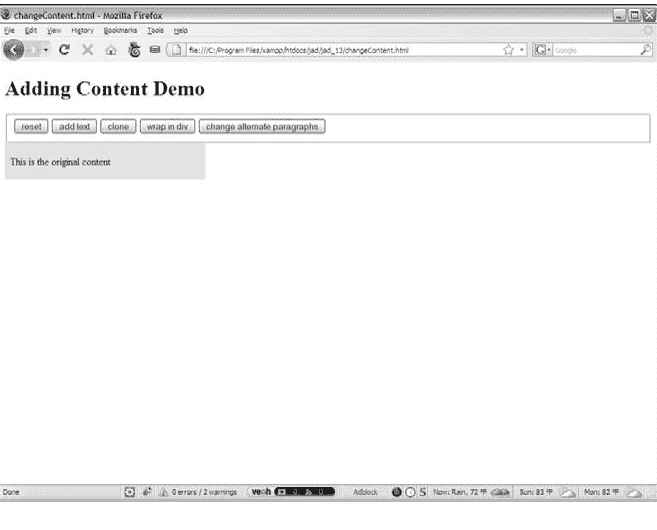 changeContent.html - Mozilla Firefox
File Edit View History Bookmarks Tools Help
file:///C:/Program Files/xampp/htdocs/jad/jad_13/changeContent.html
Google
Adding Content Demo
reset add text clone wrap in div change alternate paragraphs
This is the original content
Done 0 errors / 2 warnings Adblock Now: Rain, 72 °F Sun: 83 °F Mon: 82 °F